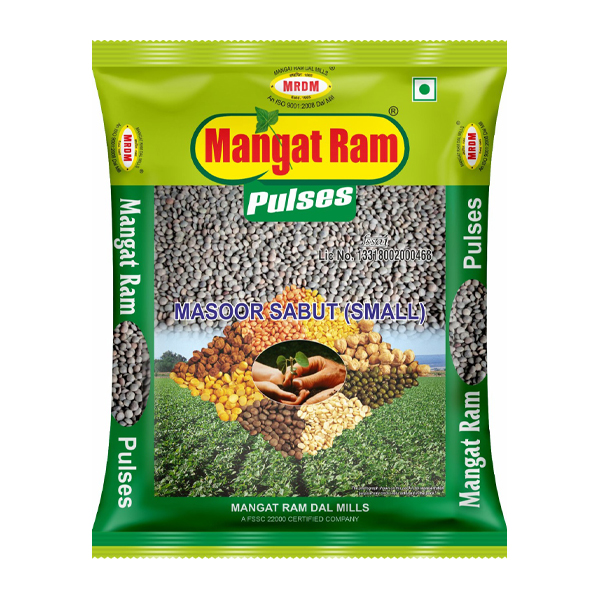 MANGAT RAM DAL MILLS
MRDM
An ISO 9001:2008 Dal Mill
Mangat Ram
®
Pulses
fssai
Lic No. 13318002000468
MASOOR SABUT (SMALL)
MRDM
Mangat Ram
Pulses
MRDM
Pulses
Mangat Ram
MANGAT RAM DAL MILLS
A FSSC 22000 CERTIFIED COMPANY